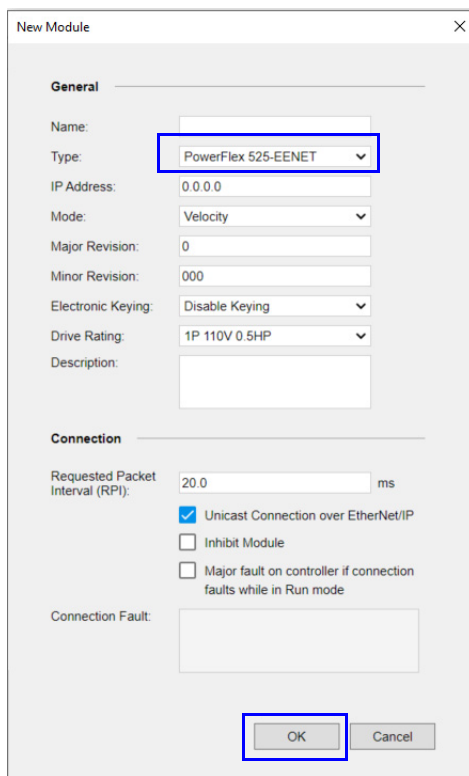 New Module
General
Name:
Type: PowerFlex 525-EENET
IP Address: 0.0.0.0
Mode: Velocity
Major Revision: 0
Minor Revision: 000
Electronic Keying: Disable Keying
Drive Rating: 1P 110V 0.5HP
Description:
Connection
Requested Packet
Interval (RPI): 20.0 ms
Unicast Connection over EtherNet/IP
Inhibit Module
Major fault on controller if connection
faults while in Run mode
Connection Fault:
OK Cancel